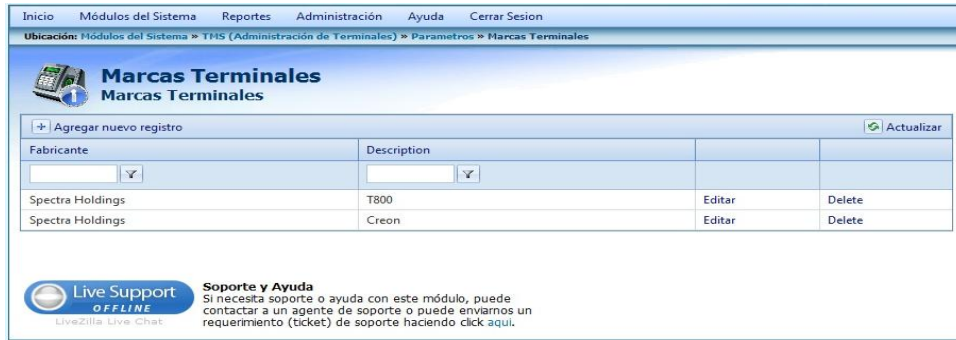 Inicio Módulos del Sistema Reportes Administración Ayuda Cerrar Sesion
Ubicación: Módulos del Sistema » TMS (Administración de Terminales) » Parametros » Marcas Terminales
Marcas Terminales
Marcas Terminales
Agregar nuevo registro Actualizar
Fabricante Description
Spectra Holdings T800 Editar Delete
Spectra Holdings Creon Editar Delete
Live Support
OFFLINE
LiveZilla Live Chat
Soporte y Ayuda
Si necesita soporte o ayuda con este módulo, puede
contactar a un agente de soporte o puede enviarnos un
requerimiento (ticket) de soporte haciendo click aqui.